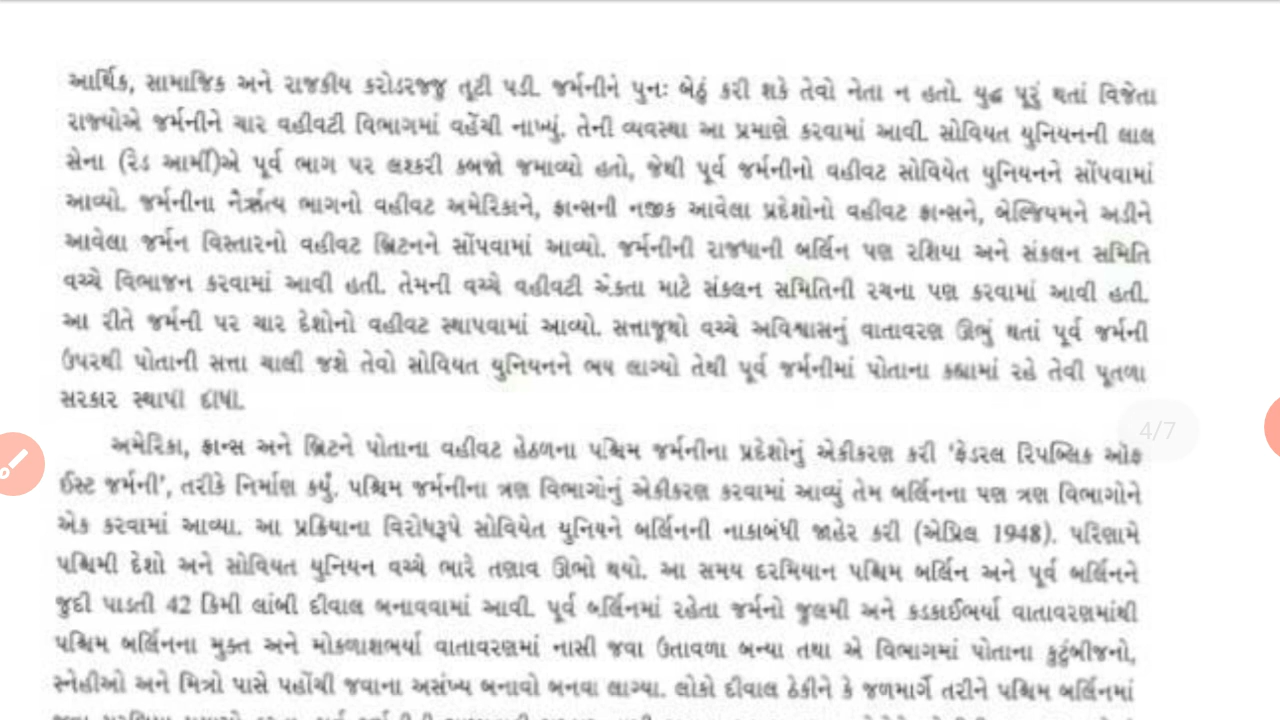 આર્થિક, સામાજિક અને રાજકીય કરોડરજ્જુ તૂટી પડી. જર્મનીને પુનઃ બેઠું કરી શકે તેવો નેતા ન હતો. યુદ્ધ પૂરું થતાં વિજેતા
રાજ્યોએ જર્મનીને ચાર વહીવટી વિભાગમાં વહેંચી નાખ્યું. તેની વ્યવસ્થા આ પ્રમાણે કરવામાં આવી. સોવિયત યુનિયનની લાલ
સેના (રેડ આર્મી)એ પૂર્વ ભાગ પર લશ્કરી કબજો જમાવ્યો હતો, જેથી પૂર્વ જર્મનીનો વહીવટ સોવિયેત યુનિયનને સોંપવામાં
આવ્યો. જર્મનીના નૈર્ઋત્ય ભાગનો વહીવટ અમેરિકાને, ફ્રાન્સની નજીક આવેલા પ્રદેશોનો વહીવટ ફ્રાન્સને, બેલ્જિયમને અડીને
આવેલા જર્મન વિસ્તારનો વહીવટ બ્રિટનને સોંપવામાં આવ્યો. જર્મનીની રાજધાની બર્લિન પણ રશિયા અને સંકલન સમિતિ
વચ્ચે વિભાજન કરવામાં આવી હતી. તેમની વચ્ચે વહીવટી એકતા માટે સંકલન સમિતિની રચના પણ કરવામાં આવી હતી.
આ રીતે જર્મની પર ચાર દેશોનો વહીવટ સ્થાપવામાં આવ્યો. સત્તાજૂથો વચ્ચે અવિશ્વાસનું વાતાવરણ ઊભું થતાં પૂર્વ જર્મની
ઉપરથી પોતાની સત્તા ચાલી જશે તેવો સોવિયત યુનિયનને ભય લાગ્યો તેથી પૂર્વ જર્મનીમાં પોતાના કહ્યામાં રહે તેવી પૂતળા
સરકાર સ્થાપી દીધી.
અમેરિકા, ફ્રાન્સ અને બ્રિટને પોતાના વહીવટ હેઠળના પશ્ચિમ જર્મનીના પ્રદેશોનું એકીકરણ કરી ‘ફેડરલ રિપબ્લિક ઑફ
ઈસ્ટ જર્મની’, તરીકે નિર્માણ કર્યું. પશ્ચિમ જર્મનીના ત્રણ વિભાગોનું એકીકરણ કરવામાં આવ્યું તેમ બર્લિનના પણ ત્રણ વિભાગોને
એક કરવામાં આવ્યા. આ પ્રક્રિયાના વિરોધરૂપે સોવિયેત યુનિયને બર્લિનની નાકાબંધી જાહેર કરી (એપ્રિલ 1948). પરિણામે
પશ્ચિમી દેશો અને સોવિયત યુનિયન વચ્ચે ભારે તણાવ ઊભો થયો. આ સમય દરમિયાન પશ્ચિમ બર્લિન અને પૂર્વ બર્લિનને
જુદી પાડતી 42 કિમી લાંબી દીવાલ બનાવવામાં આવી. પૂર્વ બર્લિનમાં રહેતા જર્મનો જુલમી અને કડકાઈભર્યા વાતાવરણમાંથી
પશ્ચિમ બર્લિનના મુક્ત અને મોકળાશભર્યા વાતાવરણમાં નાસી જવા ઉતાવળા બન્યા તથા એ વિભાગમાં પોતાના કુટુંબીજનો,
સ્નેહીઓ અને મિત્રો પાસે પહોંચી જવાના અસંખ્ય બનાવો બનવા લાગ્યા. લોકો દીવાલ ઠેકીને કે જળમાર્ગે તરીને પશ્ચિમ બર્લિનમાં
4/7